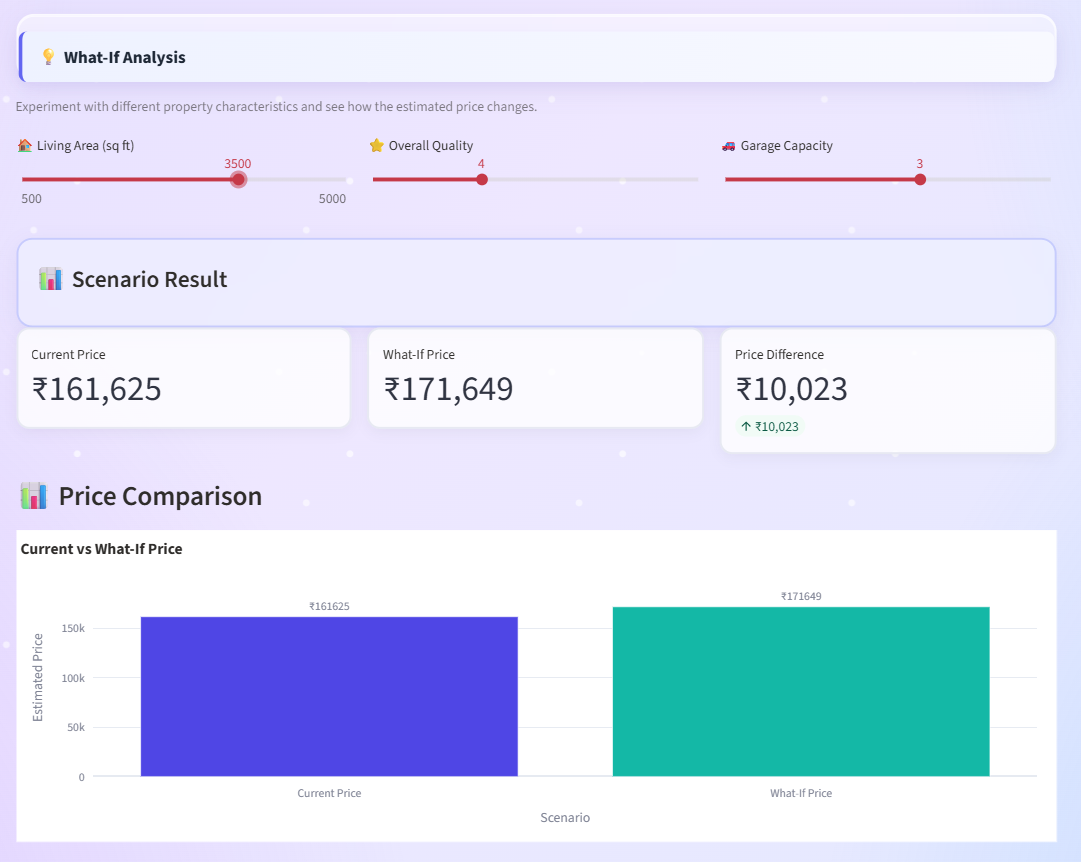 💡 What-If Analysis
Experiment with different property characteristics and see how the estimated price changes.
🏠 Living Area (sq ft)
3500
500 5000
⭐ Overall Quality
4
🚗 Garage Capacity
3
📊 Scenario Result
Current Price
₹161,625
What-If Price
₹171,649
Price Difference
₹10,023
↑ ₹10,023
📊 Price Comparison
Current vs What-If Price
₹161625
₹171649
Estimated Price
150k
100k
50k
0
Current Price
What-If Price
Scenario